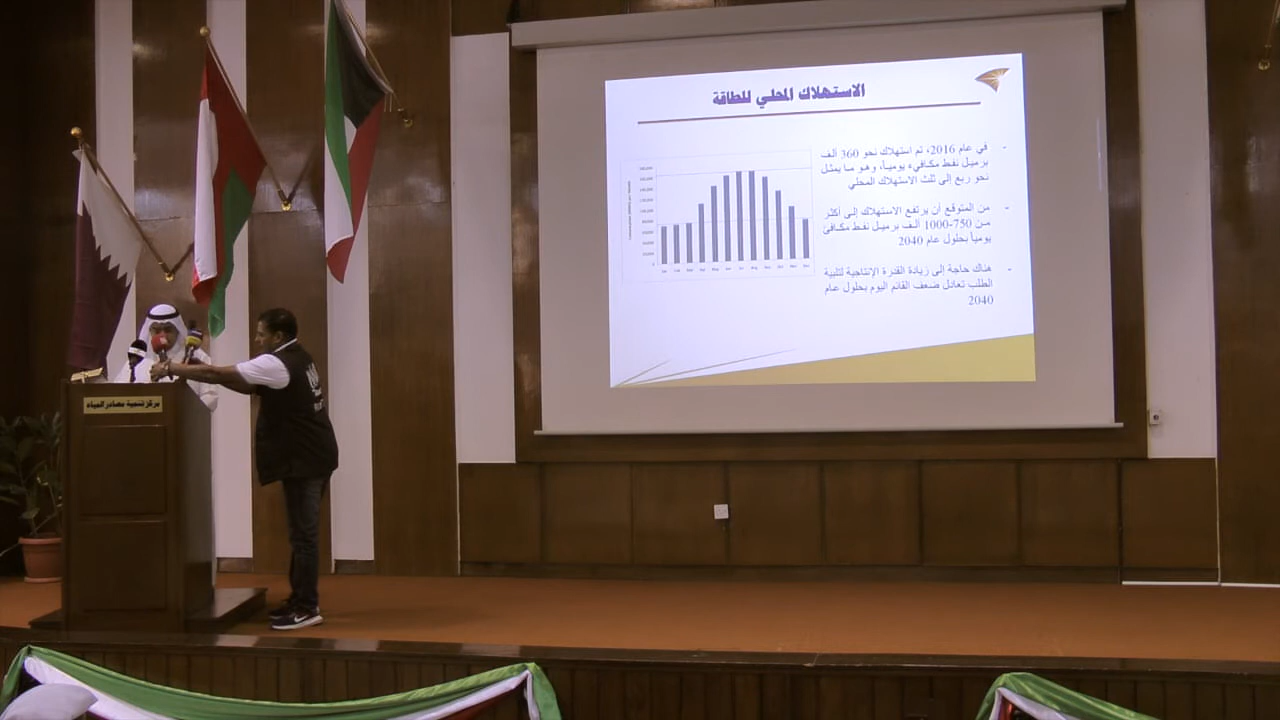 الاستهلاك المحلي للطاقة
- في عام 2016، تم استهلاك نحو 360 ألف
برميل نفط مكافيء يومياً، وهو ما يمثل
نحو ربع إلى ثلث الاستهلاك المحلي
- من المتوقع أن يرتفع الاستهلاك إلى أكثر
من 750-1000 ألف برميل نفط مكافئ
يومياً بحلول عام 2040
- هناك حاجة إلى زيادة القدرة الإنتاجية لتلبية
الطلب تعادل ضعف القائم اليوم بحلول عام
2040
مركز تنمية مصادر المياه